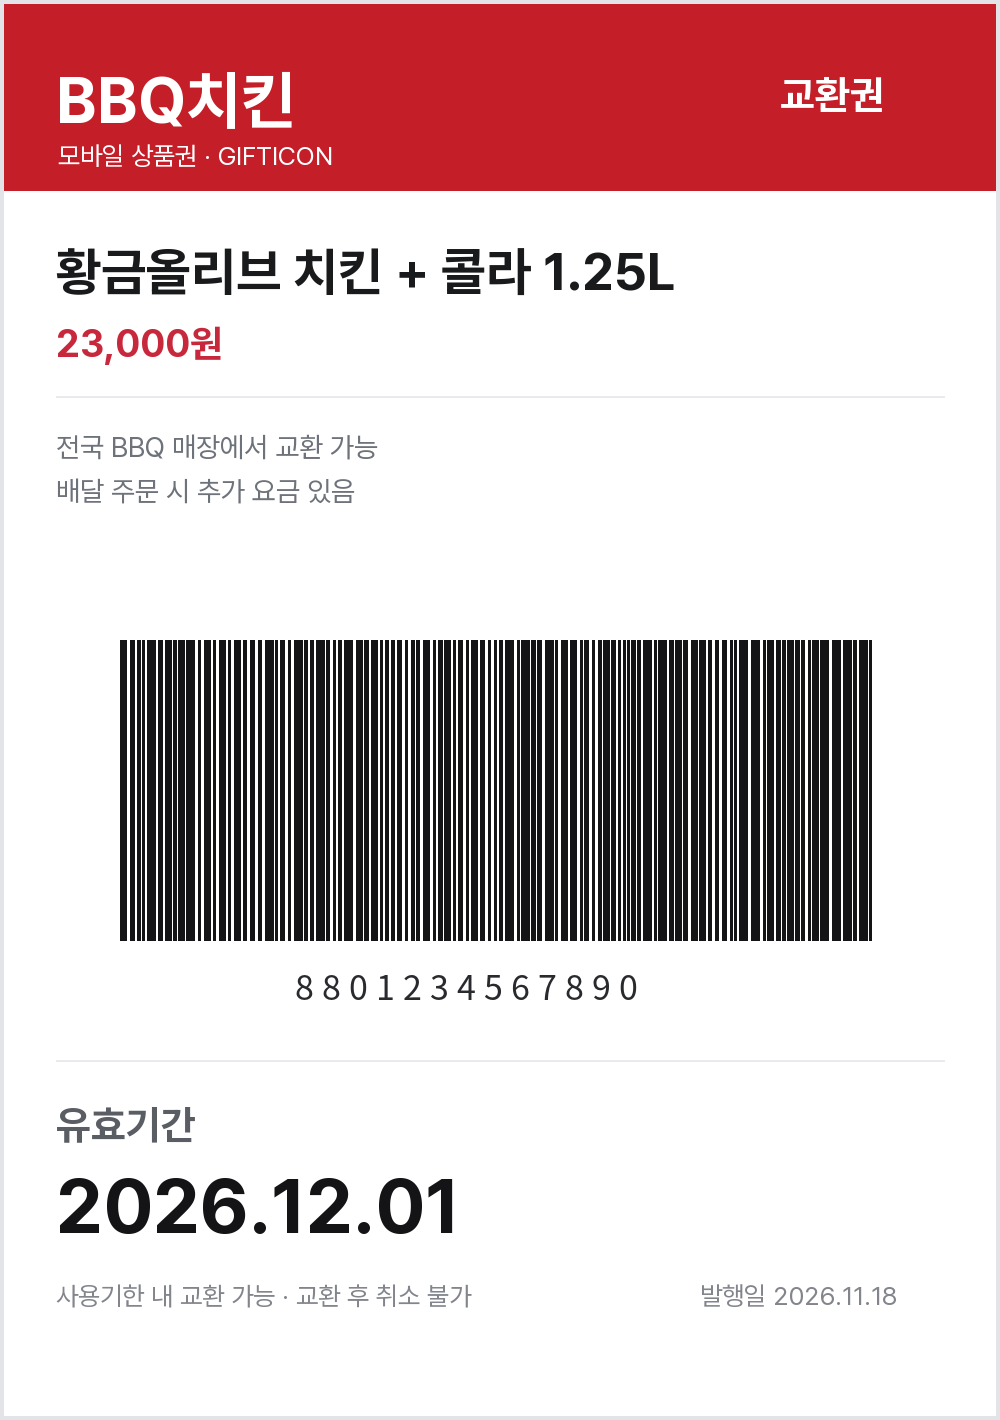 BBQ치킨
교환권
모바일 상품권 · GIFTICON
황금올리브 치킨 + 콜라 1.25L
23,000원
전국 BBQ 매장에서 교환 가능
배달 주문 시 추가 요금 있음
8801234567890
유효기간
2026.12.01
사용기한 내 교환 가능 · 교환 후 취소 불가
발행일 2026.11.18